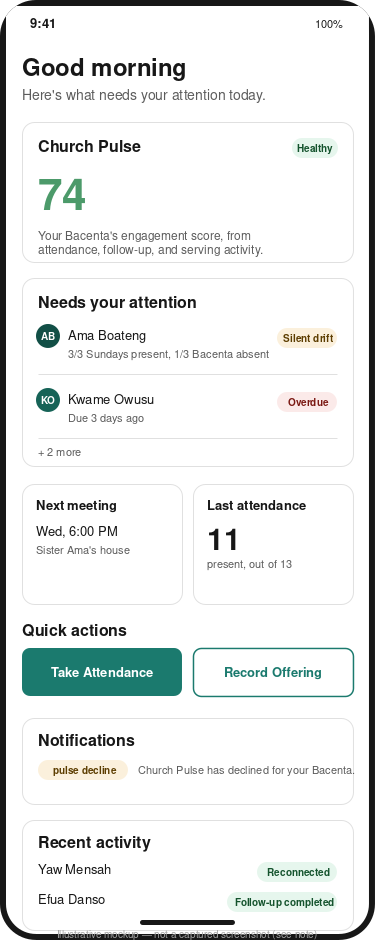 9:41
100%
Good morning
Here's what needs your attention today.
Church Pulse
Healthy
74
Your Bacenta's engagement score, from
attendance, follow-up, and serving activity.
Needs your attention
AB
Ama Boateng
Silent drift
3/3 Sundays present, 1/3 Bacenta absent
KO
Kwame Owusu
Overdue
Due 3 days ago
+ 2 more
Next meeting
Wed, 6:00 PM
Sister Ama's house
Last attendance
11
present, out of 13
Quick actions
Take Attendance
Record Offering
Notifications
pulse decline
Church Pulse has declined for your Bacenta.
Recent activity
Yaw Mensah
Reconnected
Efua Danso
Follow-up completed
Illustrative mockup — not a captured screenshot (see note)